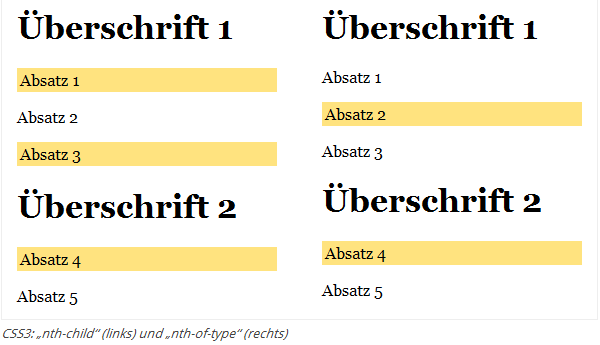 Überschrift 1
Absatz 1
Absatz 2
Absatz 3
Überschrift 2
Absatz 4
Absatz 5
Überschrift 1
Absatz 1
Absatz 2
Absatz 3
Überschrift 2
Absatz 4
Absatz 5
CSS3: „nth-child“ (links) und „nth-of-type“ (rechts)